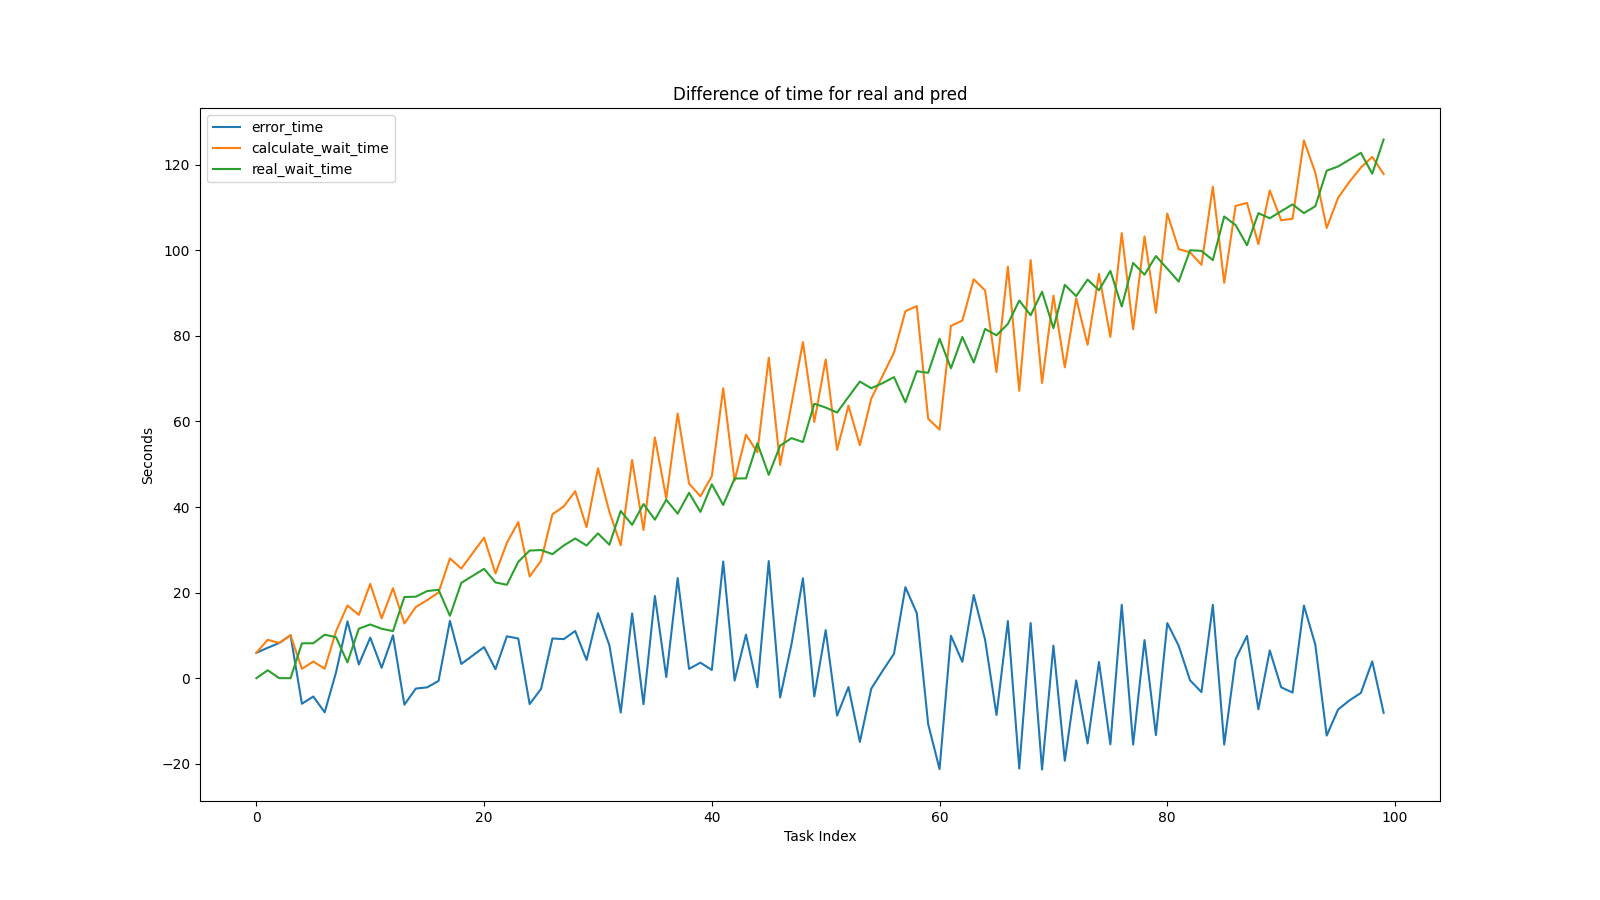 Difference of time for real and pred
error_time
calculate_wait_time
real_wait_time
120
100
80
60
40
20
0
−20
Seconds
0 20 40 60 80 100
Task Index